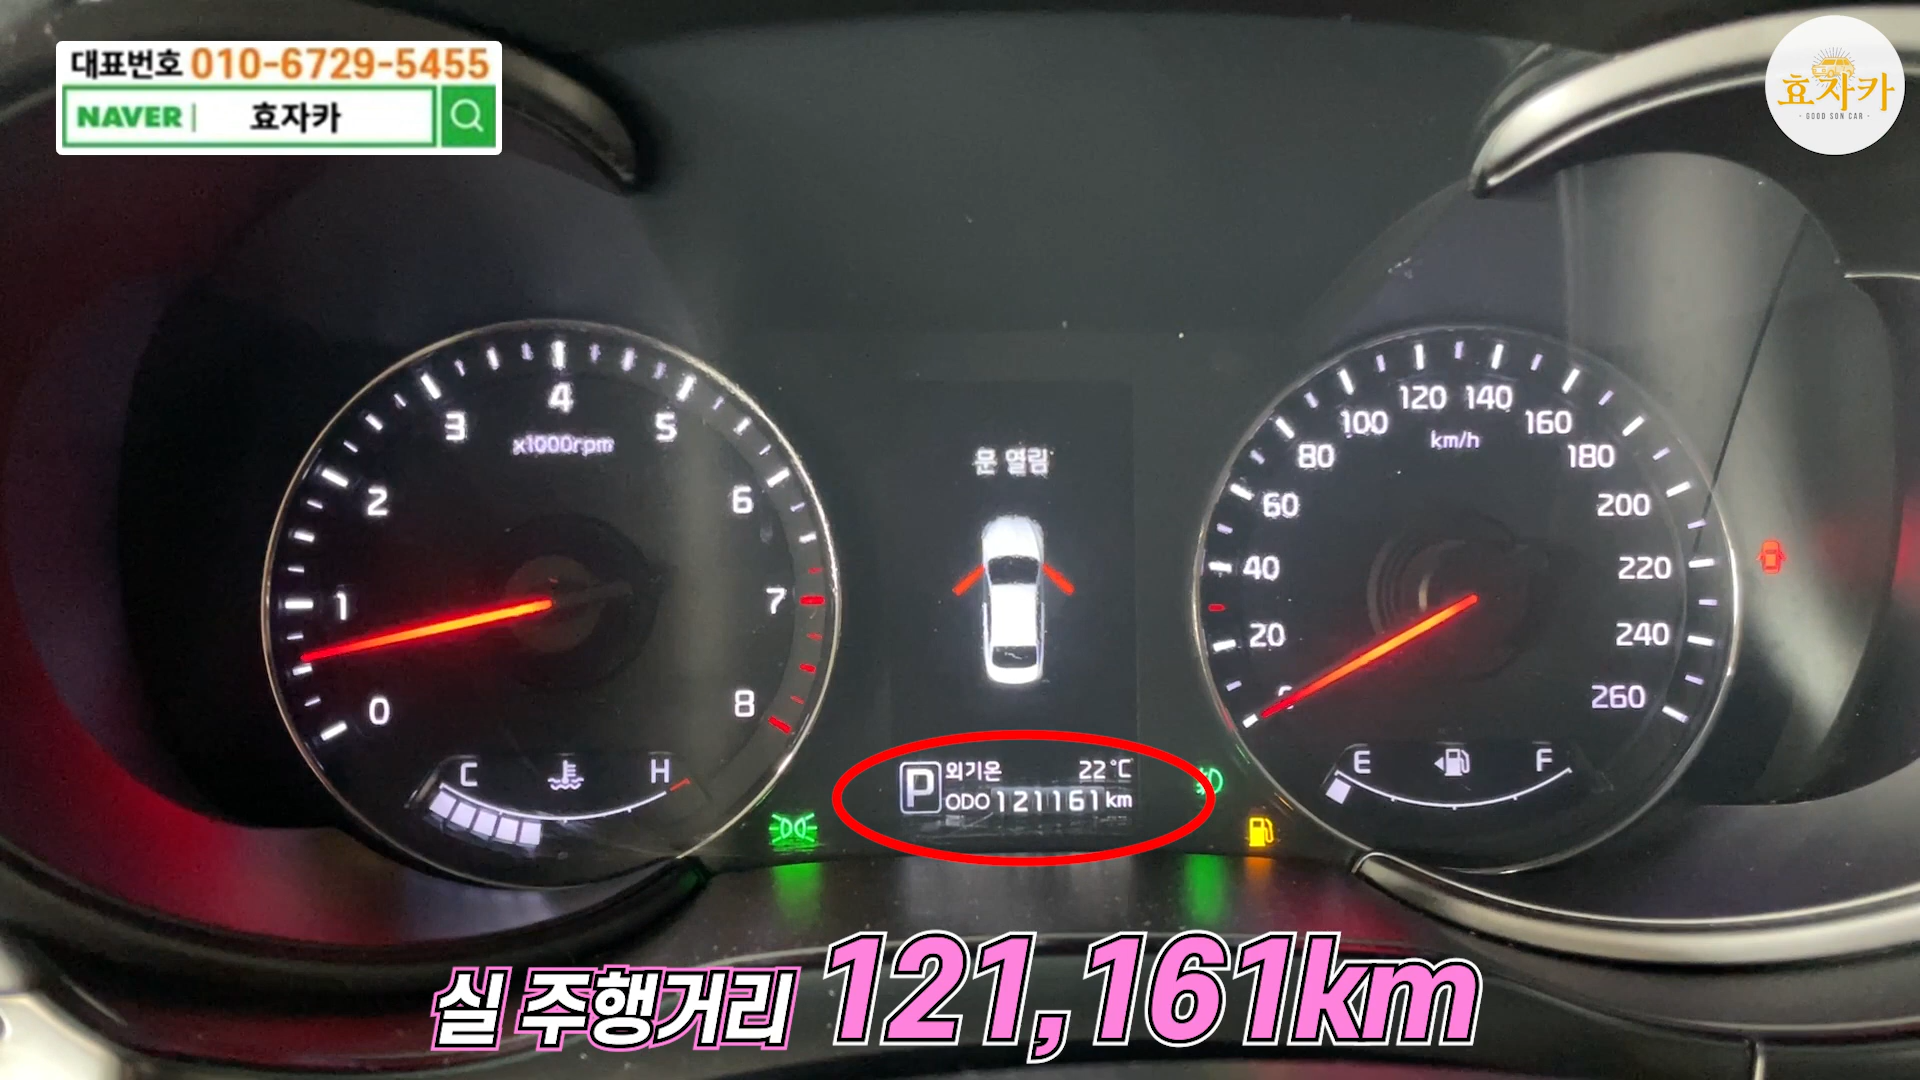 대표번호 010-6729-5455
NAVER 효자카
효자카
- GOOD SON CAR -
0 1 2 3 4 5 6 7 8
x1000rpm
C H
문 열림
P 외기온 22°C
ODO 121161 km
0 20 40 60 80 100 120 140 160 180 200 220 240 260
km/h
E F
실 주행거리 121,161km